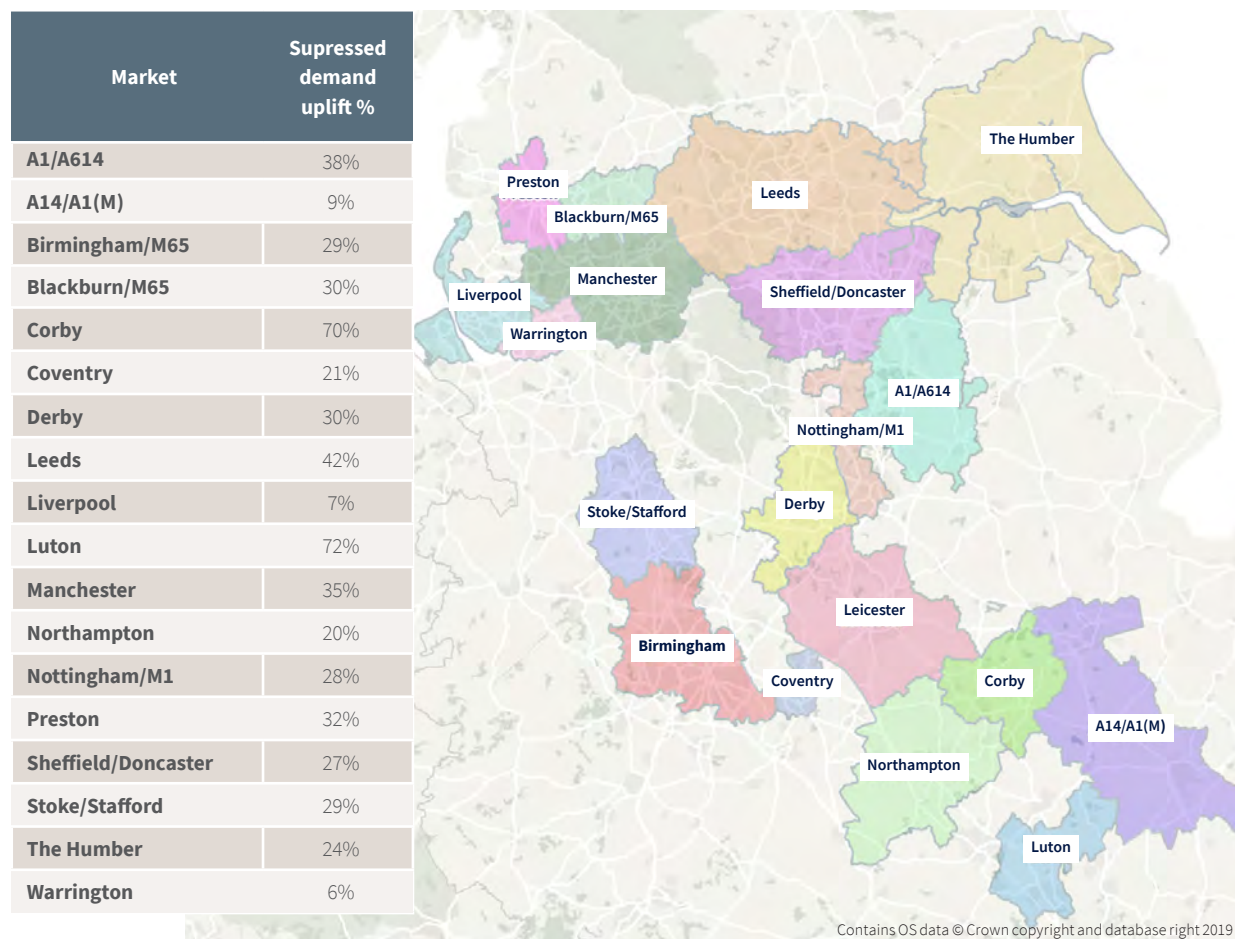 Market
Supressed
demand
uplift %
A1/A614 38%
A14/A1(M) 9%
Birmingham/M65 29%
Blackburn/M65 30%
Corby 70%
Coventry 21%
Derby 30%
Leeds 42%
Liverpool 7%
Luton 72%
Manchester 35%
Northampton 20%
Nottingham/M1 28%
Preston 32%
Sheffield/Doncaster 27%
Stoke/Stafford 29%
The Humber 24%
Warrington 6%
The Humber
Preston
Leeds
Blackburn/M65
Manchester
Liverpool
Sheffield/Doncaster
Warrington
A1/A614
Nottingham/M1
Derby
Stoke/Stafford
Leicester
Birmingham
Coventry
Corby
A14/A1(M)
Northampton
Luton
Contains OS data © Crown copyright and database right 2019